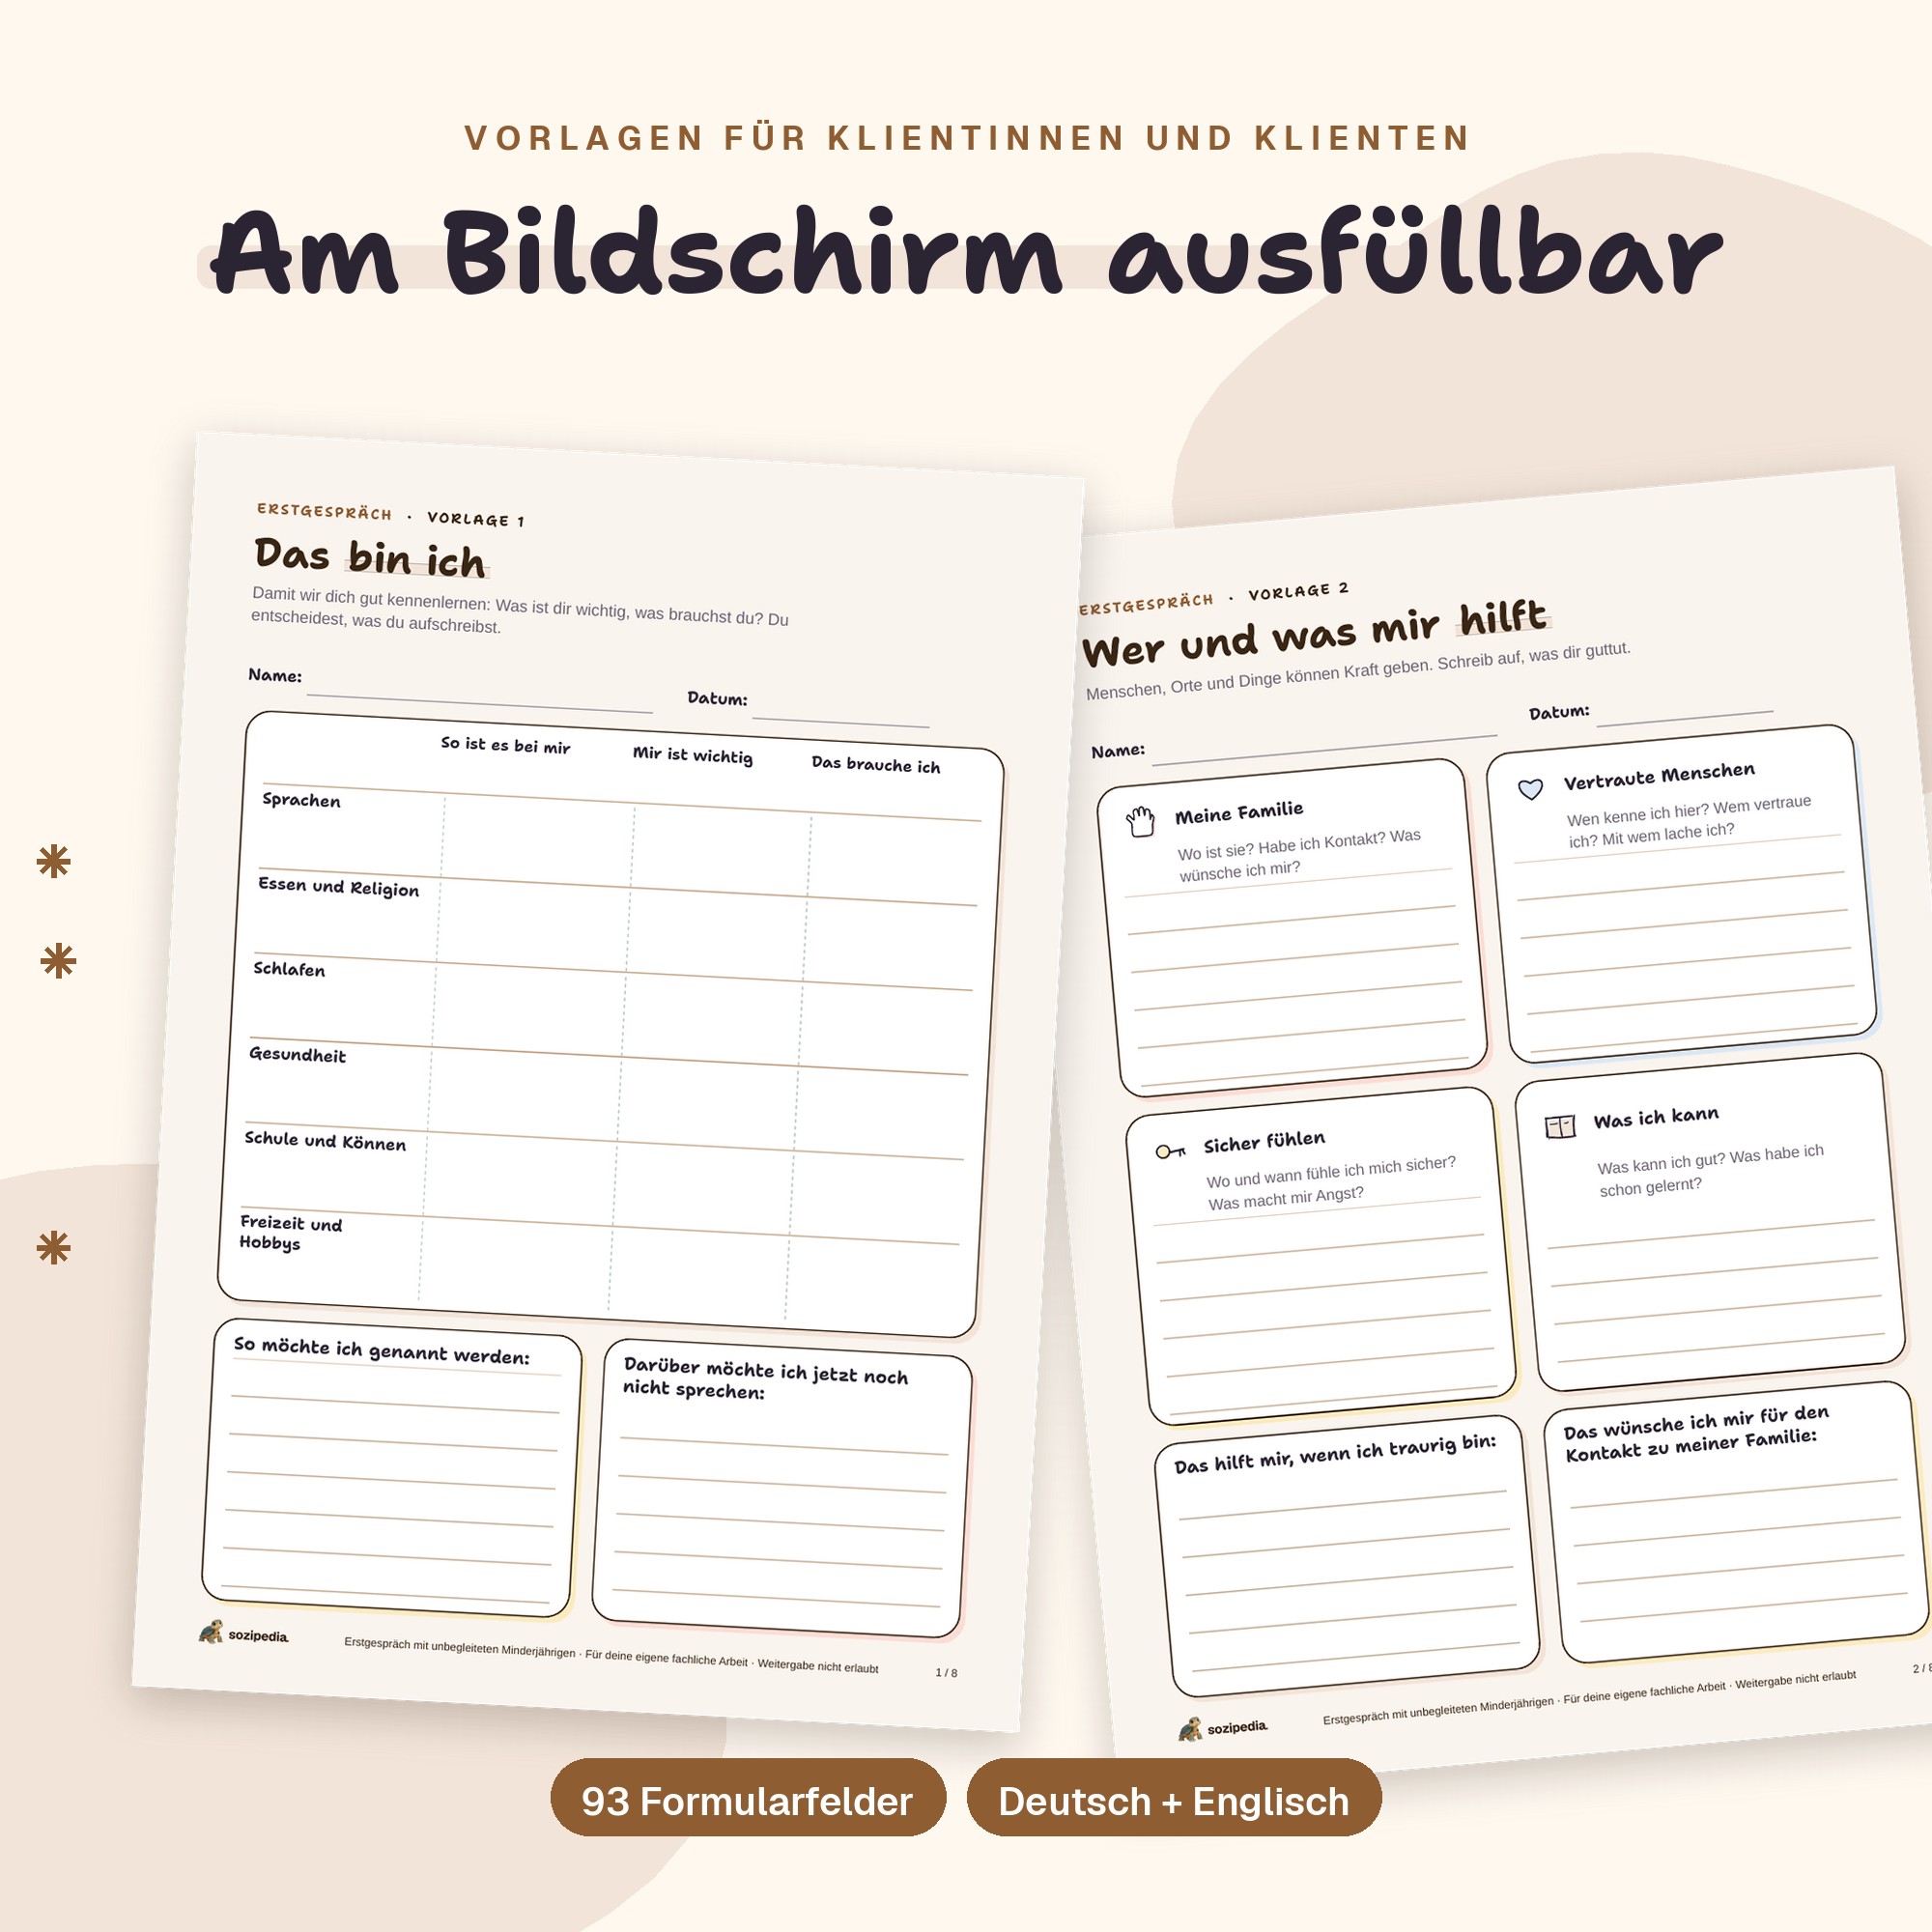 VORLAGEN FÜR KLIENTINNEN UND KLIENTEN
Am Bildschirm ausfüllbar
ERSTGESPRÄCH · VORLAGE 1
Das bin ich
Damit wir dich gut kennenlernen: Was ist dir wichtig, was brauchst du? Du
entscheidest, was du aufschreibst.
Name:
Datum:
So ist es bei mir
Mir ist wichtig
Das brauche ich
Sprachen
Essen und Religion
Schlafen
Gesundheit
Schule und Können
Freizeit und
Hobbys
So möchte ich genannt werden:
Darüber möchte ich jetzt noch
nicht sprechen:
sozipedia.
Erstgespräch mit unbegleiteten Minderjährigen · Für deine eigene fachliche Arbeit · Weitergabe nicht erlaubt
1 / 8
ERSTGESPRÄCH · VORLAGE 2
Wer und was mir hilft
Menschen, Orte und Dinge können Kraft geben. Schreib auf, was dir guttut.
Name:
Datum:
Meine Familie
Wo ist sie? Habe ich Kontakt? Was
wünsche ich mir?
Vertraute Menschen
Wen kenne ich hier? Wem vertraue
ich? Mit wem lache ich?
Sicher fühlen
Wo und wann fühle ich mich sicher?
Was macht mir Angst?
Was ich kann
Was kann ich gut? Was habe ich
schon gelernt?
Das hilft mir, wenn ich traurig bin:
Das wünsche ich mir für den
Kontakt zu meiner Familie:
sozipedia.
Erstgespräch mit unbegleiteten Minderjährigen · Für deine eigene fachliche Arbeit · Weitergabe nicht erlaubt
2 / 8
93 Formularfelder
Deutsch + Englisch